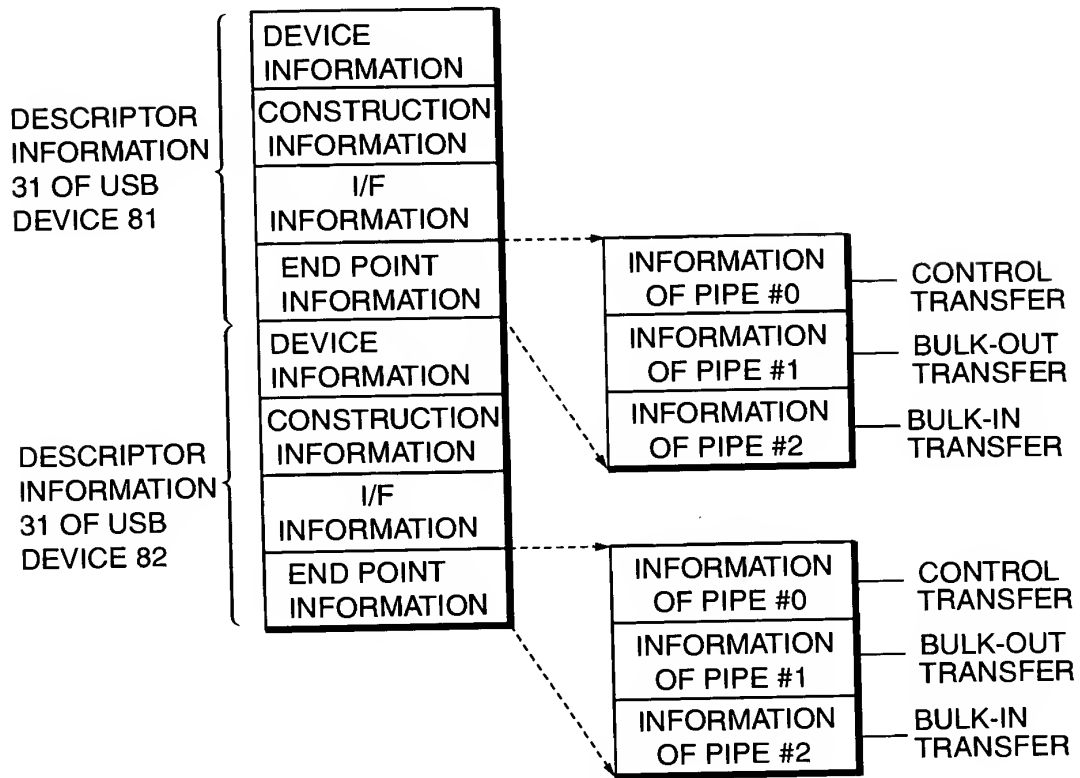 DESCRIPTOR
INFORMATION
31 OF USB
DEVICE 81
DEVICE
INFORMATION
CONSTRUCTION
INFORMATION
I/F
INFORMATION
END POINT
INFORMATION
INFORMATION
OF PIPE #0
CONTROL
TRANSFER
INFORMATION
OF PIPE #1
BULK-OUT
TRANSFER
INFORMATION
OF PIPE #2
BULK-IN
TRANSFER
DESCRIPTOR
INFORMATION
31 OF USB
DEVICE 82
DEVICE
INFORMATION
CONSTRUCTION
INFORMATION
I/F
INFORMATION
END POINT
INFORMATION
INFORMATION
OF PIPE #0
CONTROL
TRANSFER
INFORMATION
OF PIPE #1
BULK-OUT
TRANSFER
INFORMATION
OF PIPE #2
BULK-IN
TRANSFER